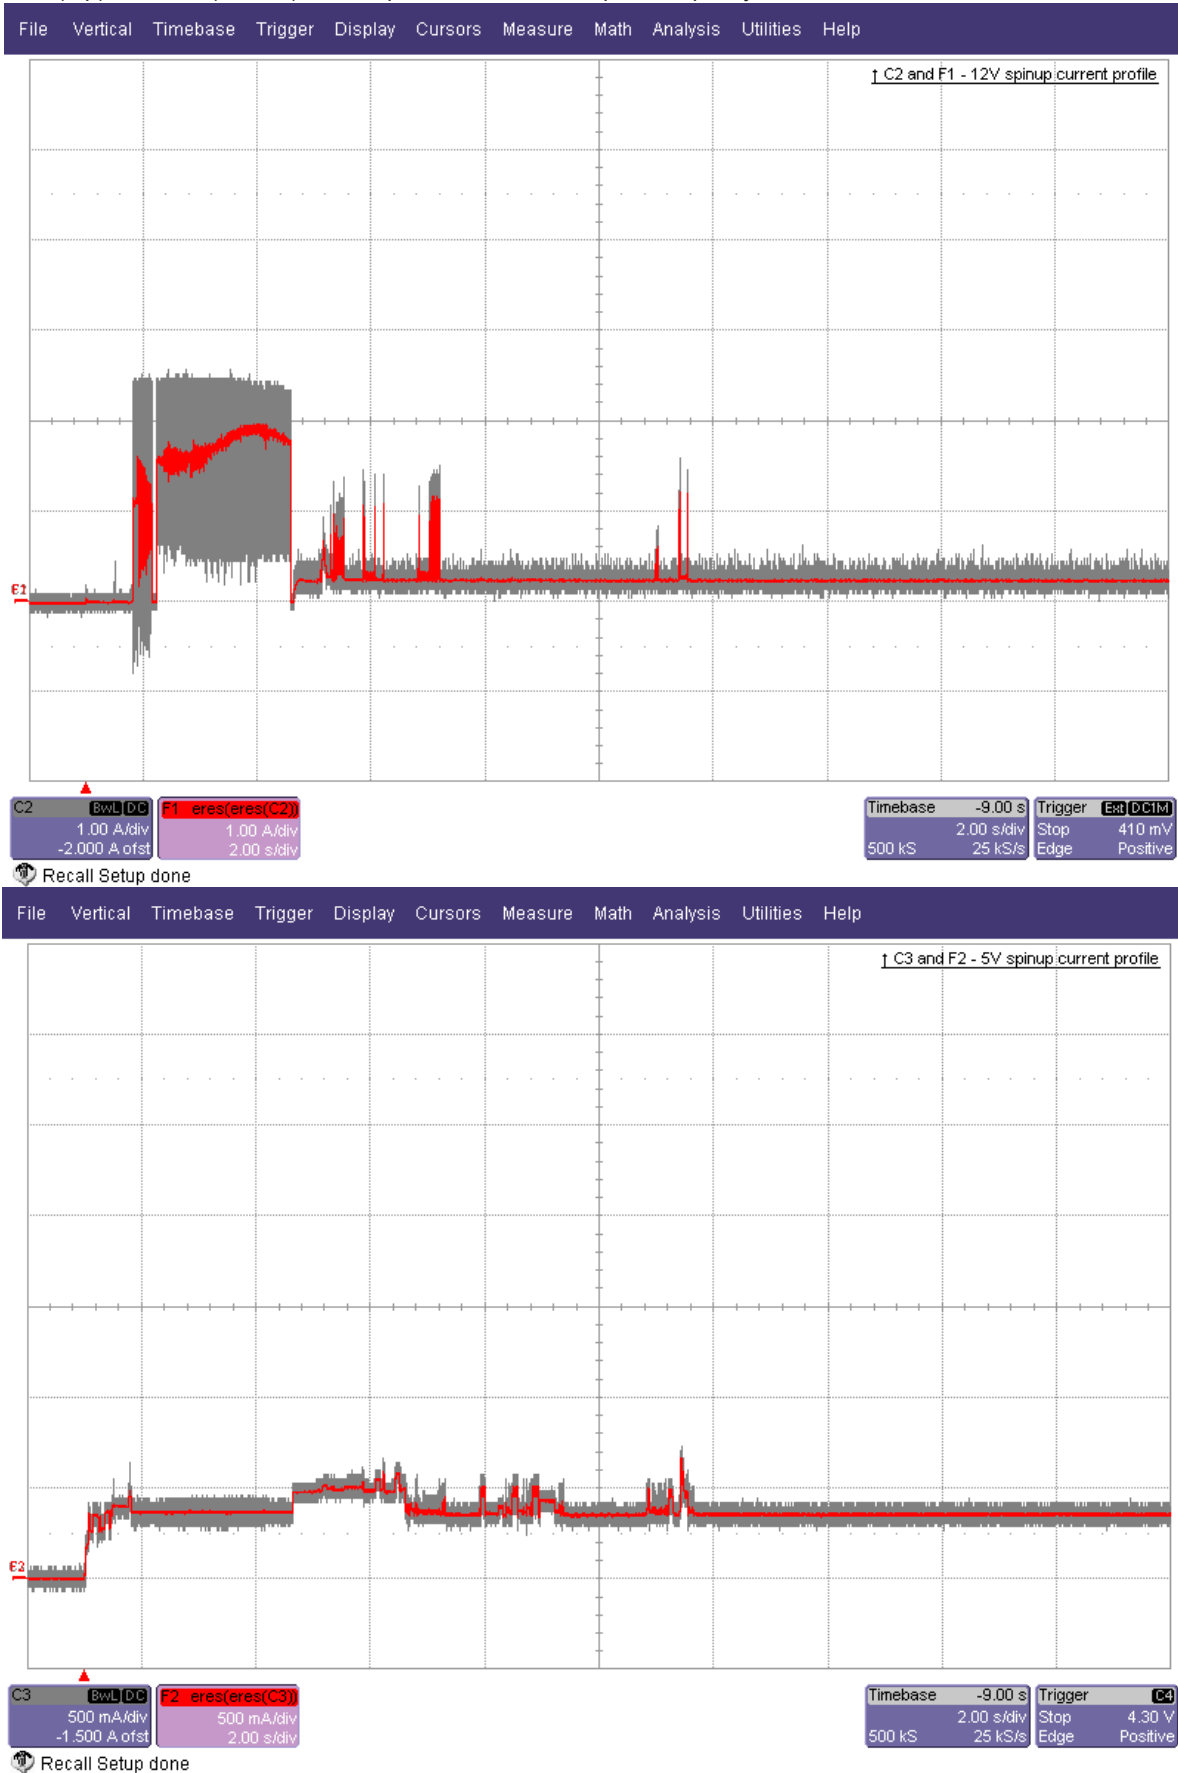 File Vertical Timebase Trigger Display Cursors Measure Math Analysis Utilities Help
↑ C2 and F1 - 12V spinup current profile
C2 BwL DC F1 eres(eres(C2))
1.00 A/div 1.00 A/div
-2.000 A ofst 2.00 s/div
Timebase -9.00 s Trigger Ext DC1M
2.00 s/div Stop 410 mV
500 kS 25 kS/s Edge Positive
Recall Setup done
File Vertical Timebase Trigger Display Cursors Measure Math Analysis Utilities Help
↑ C3 and F2 - 5V spinup current profile
C3 BwL DC F2 eres(eres(C3))
500 mA/div 500 mA/div
-1.500 A ofst 2.00 s/div
Timebase -9.00 s Trigger C4
2.00 s/div Stop 4.30 V
500 kS 25 kS/s Edge Positive
Recall Setup done